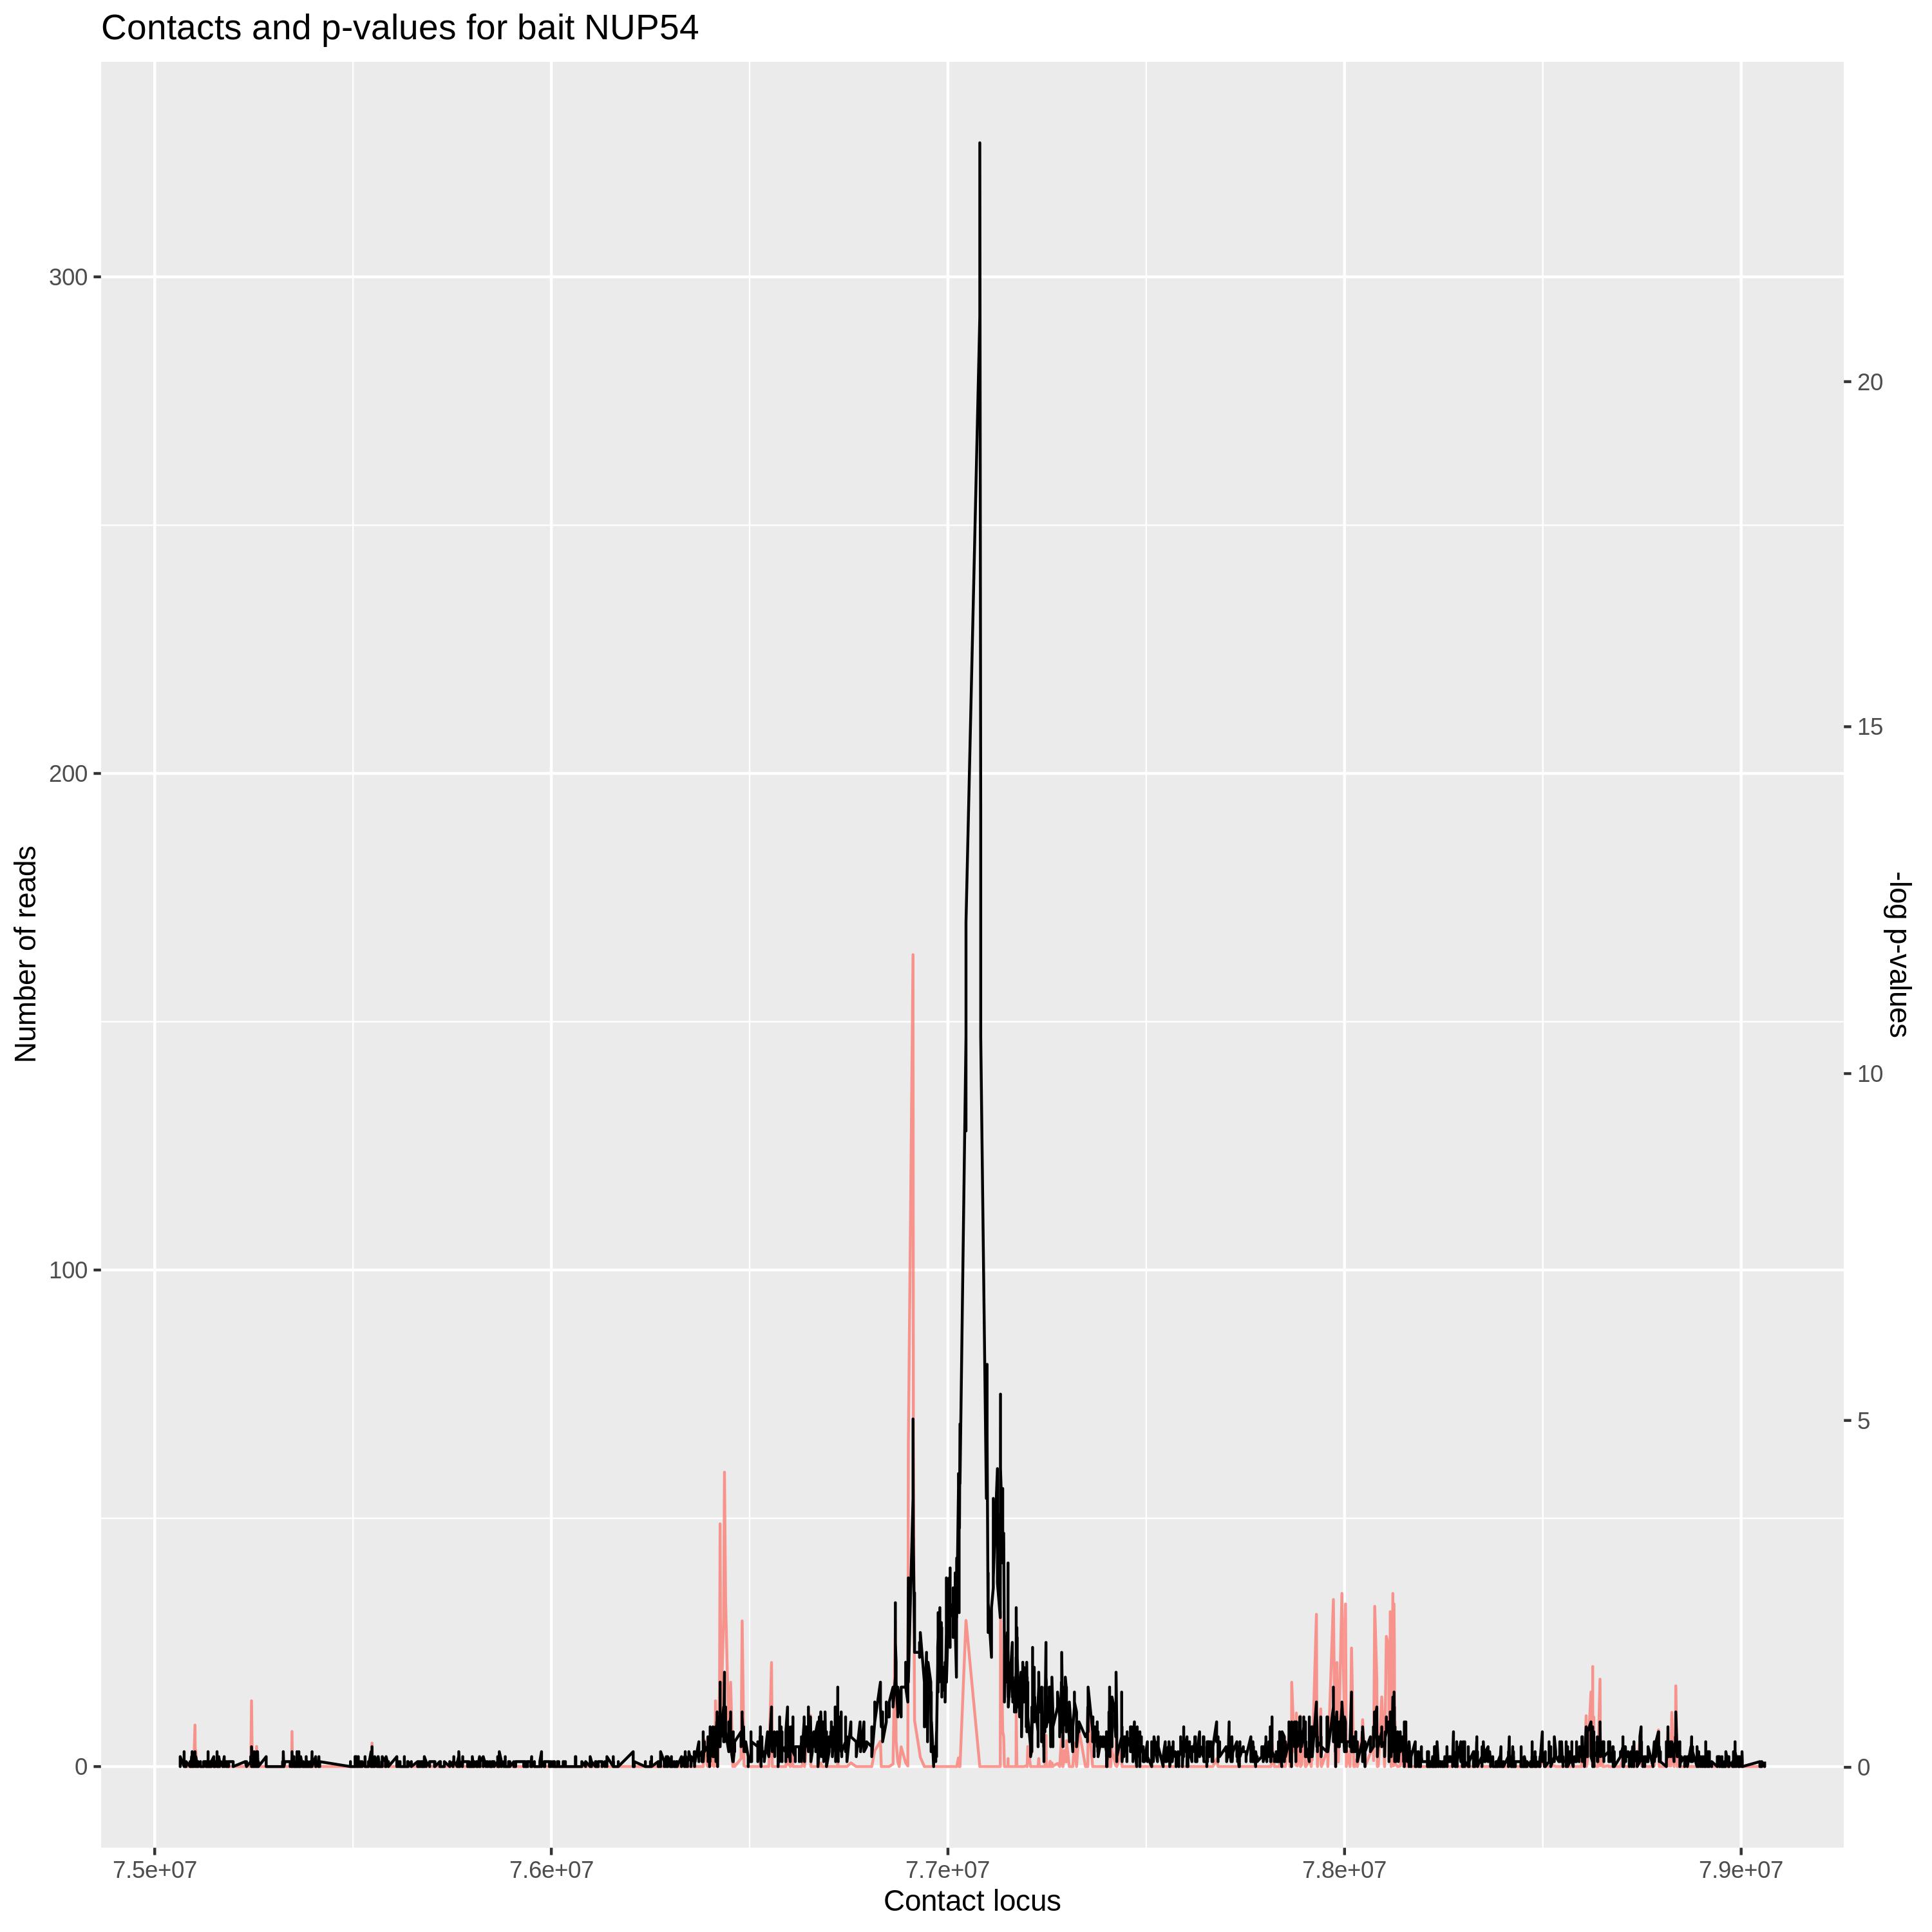 Contacts and p-values for bait NUP54
300
200
100
0
Number of reads
20
15
10
5
0
-log p-values
7.5e+07
7.6e+07
7.7e+07
7.8e+07
7.9e+07
Contact locus